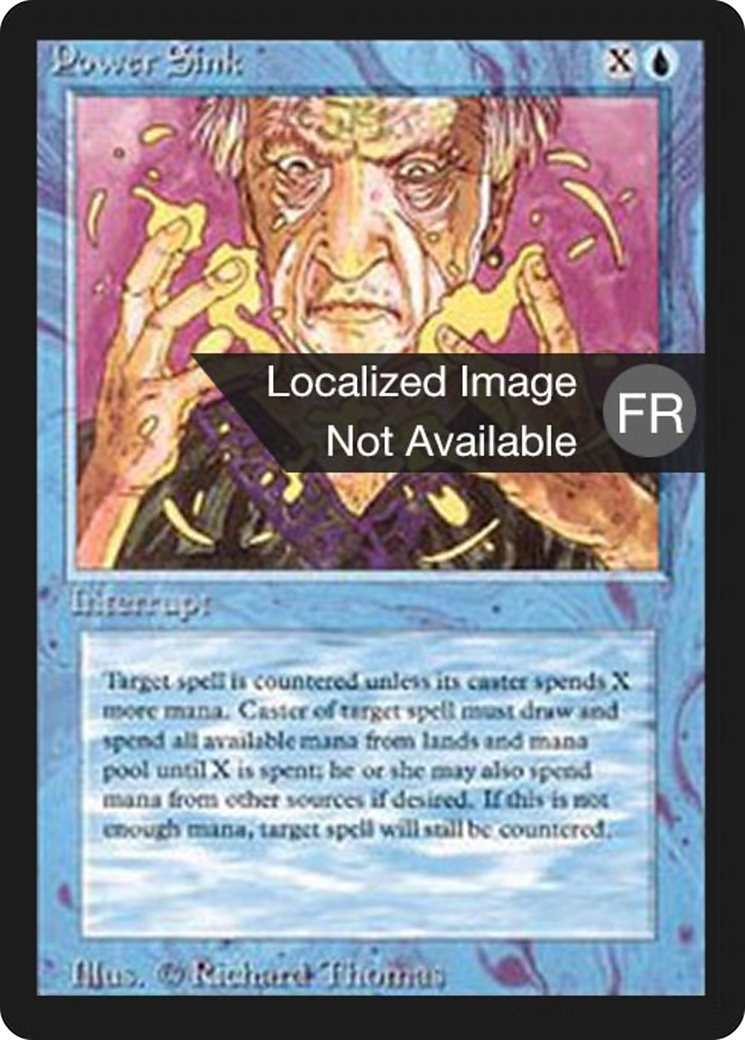 Power Sink
X
Localized Image
Not Available
FR
Interrupt
Target spell is countered unless its caster spends X
more mana. Caster of target spell must draw and
spend all available mana from lands and mana
pool until X is spent; he or she may also spend
mana from other sources if desired. If this is not
enough mana, target spell will still be countered.
Illus. © Richard Thomas